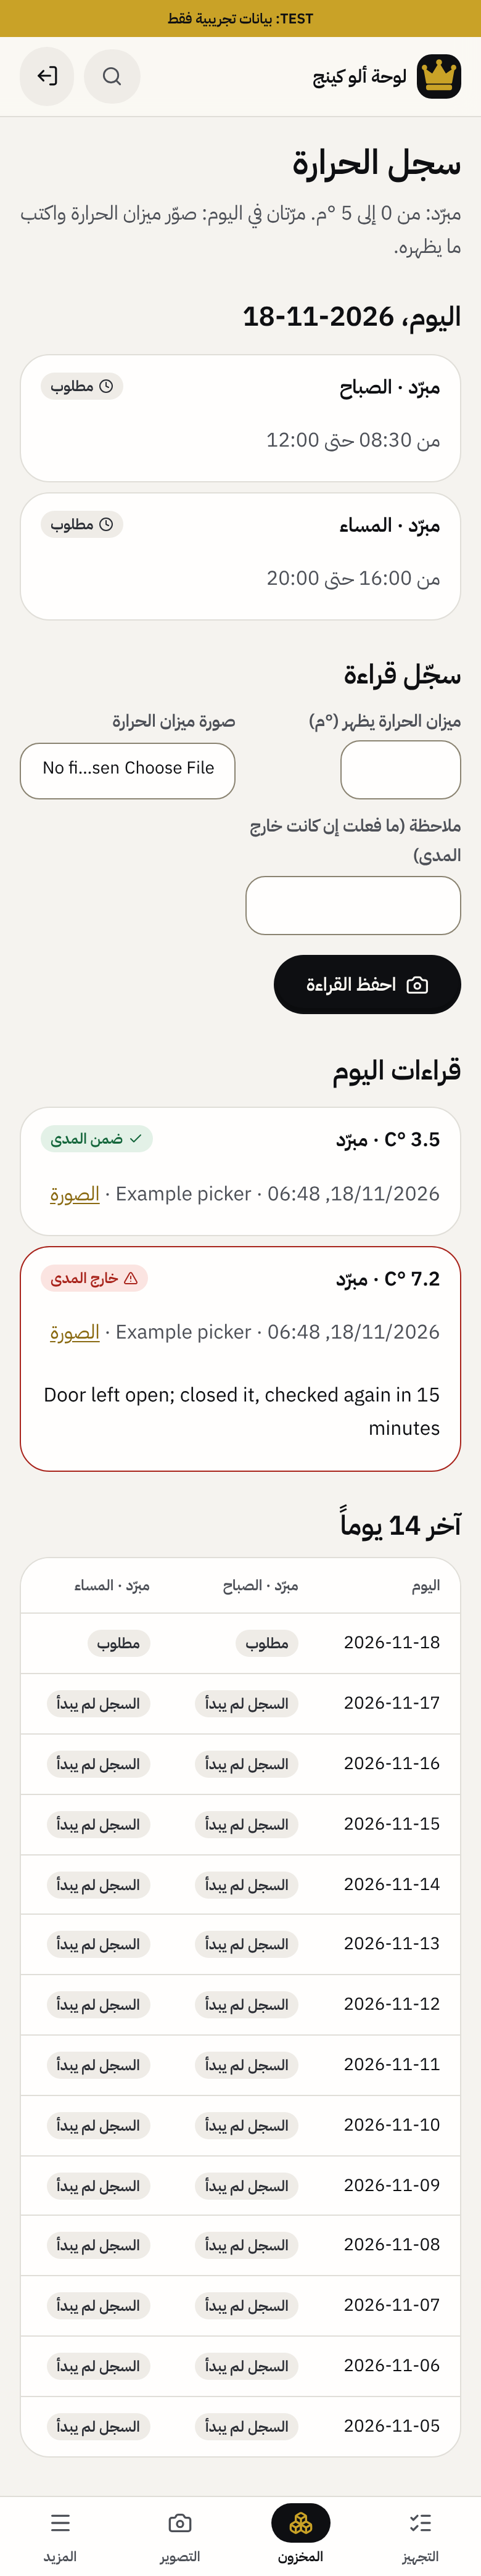 TEST: بيانات تجريبية فقط
لوحة ألو كينج
سجل الحرارة
مبرّد: من 0 إلى 5 °م. مرّتان في اليوم: صوّر ميزان الحرارة واكتب
ما يظهره.
اليوم، 2026-11-18
مبرّد · الصباح
مطلوب
من 08:30 حتى 12:00
مبرّد · المساء
مطلوب
من 16:00 حتى 20:00
سجّل قراءة
ميزان الحرارة يظهر (°م)
صورة ميزان الحرارة
Choose File No fi...sen
ملاحظة (ما فعلت إن كانت خارج
المدى)
احفظ القراءة
قراءات اليوم
3.5 °C · مبرّد
ضمن المدى
18/11/2026, 06:48 · Example picker · الصورة
7.2 °C · مبرّد
خارج المدى
18/11/2026, 06:48 · Example picker · الصورة
Door left open; closed it, checked again in 15
minutes
آخر 14 يوماً
اليوم مبرّد · الصباح مبرّد · المساء
2026-11-18 مطلوب مطلوب
2026-11-17 السجل لم يبدأ السجل لم يبدأ
2026-11-16 السجل لم يبدأ السجل لم يبدأ
2026-11-15 السجل لم يبدأ السجل لم يبدأ
2026-11-14 السجل لم يبدأ السجل لم يبدأ
2026-11-13 السجل لم يبدأ السجل لم يبدأ
2026-11-12 السجل لم يبدأ السجل لم يبدأ
2026-11-11 السجل لم يبدأ السجل لم يبدأ
2026-11-10 السجل لم يبدأ السجل لم يبدأ
2026-11-09 السجل لم يبدأ السجل لم يبدأ
2026-11-08 السجل لم يبدأ السجل لم يبدأ
2026-11-07 السجل لم يبدأ السجل لم يبدأ
2026-11-06 السجل لم يبدأ السجل لم يبدأ
2026-11-05 السجل لم يبدأ السجل لم يبدأ
التجهيز
المخزون
التصوير
المزيد